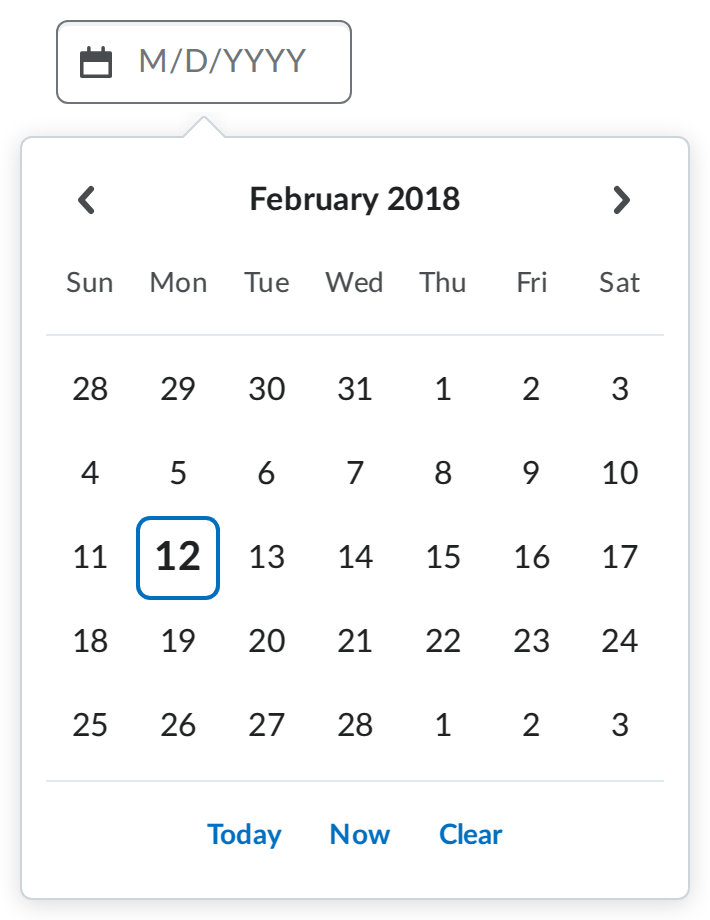 M/D/YYYY
February 2018
Sun Mon Tue Wed Thu Fri Sat
28 29 30 31 1 2 3
4 5 6 7 8 9 10
11 12 13 14 15 16 17
18 19 20 21 22 23 24
25 26 27 28 1 2 3
Today Now Clear